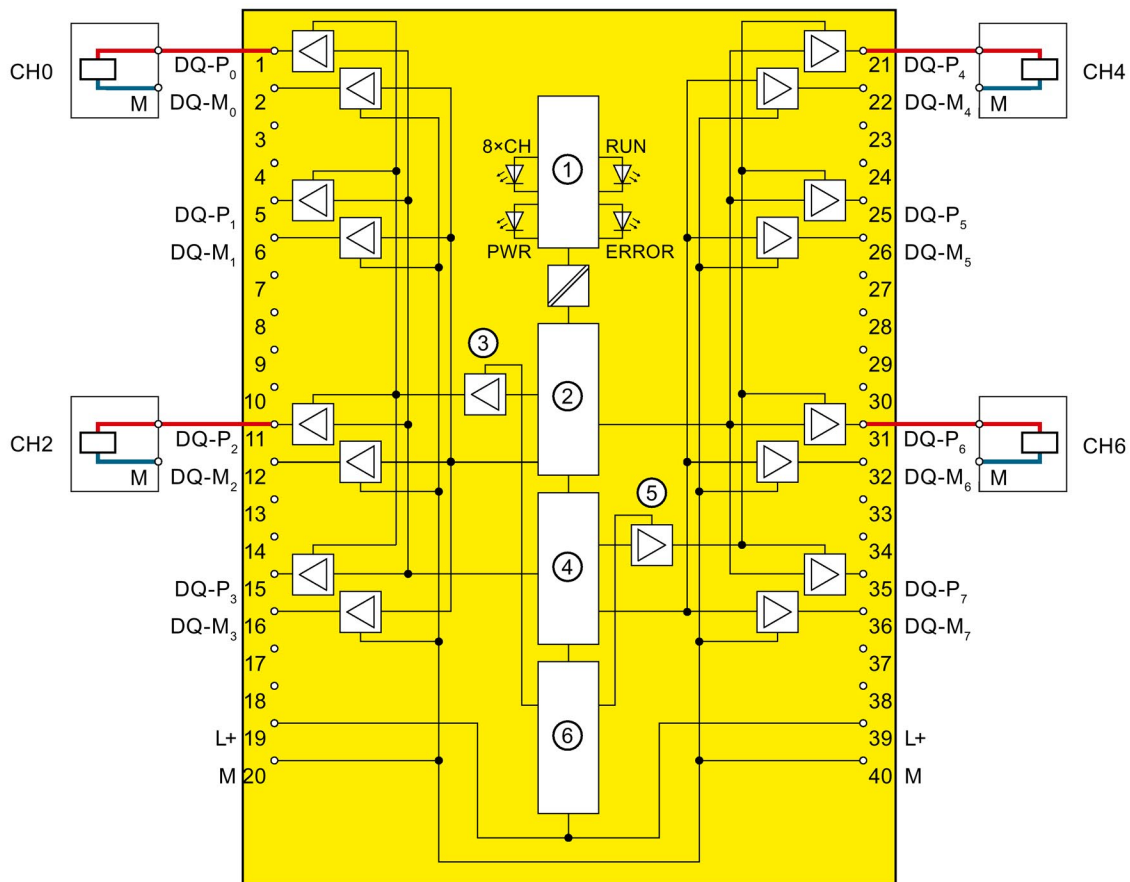 CH0
DQ-P0
M
DQ-M0
1
2
3
4
DQ-P1
5
DQ-M1
6
7
8
9
10
CH2
DQ-P2
11
M
DQ-M2
12
13
14
DQ-P3
15
DQ-M3
16
17
18
L+ 19
M 20
8×CH
RUN
①
PWR
ERROR
③
②
⑤
④
⑥
21 DQ-P4
CH4
22 DQ-M4
M
23
24
25 DQ-P5
26 DQ-M5
27
28
29
30
31 DQ-P6
CH6
32 DQ-M6
M
33
34
35 DQ-P7
36 DQ-M7
37
38
39 L+
40 M